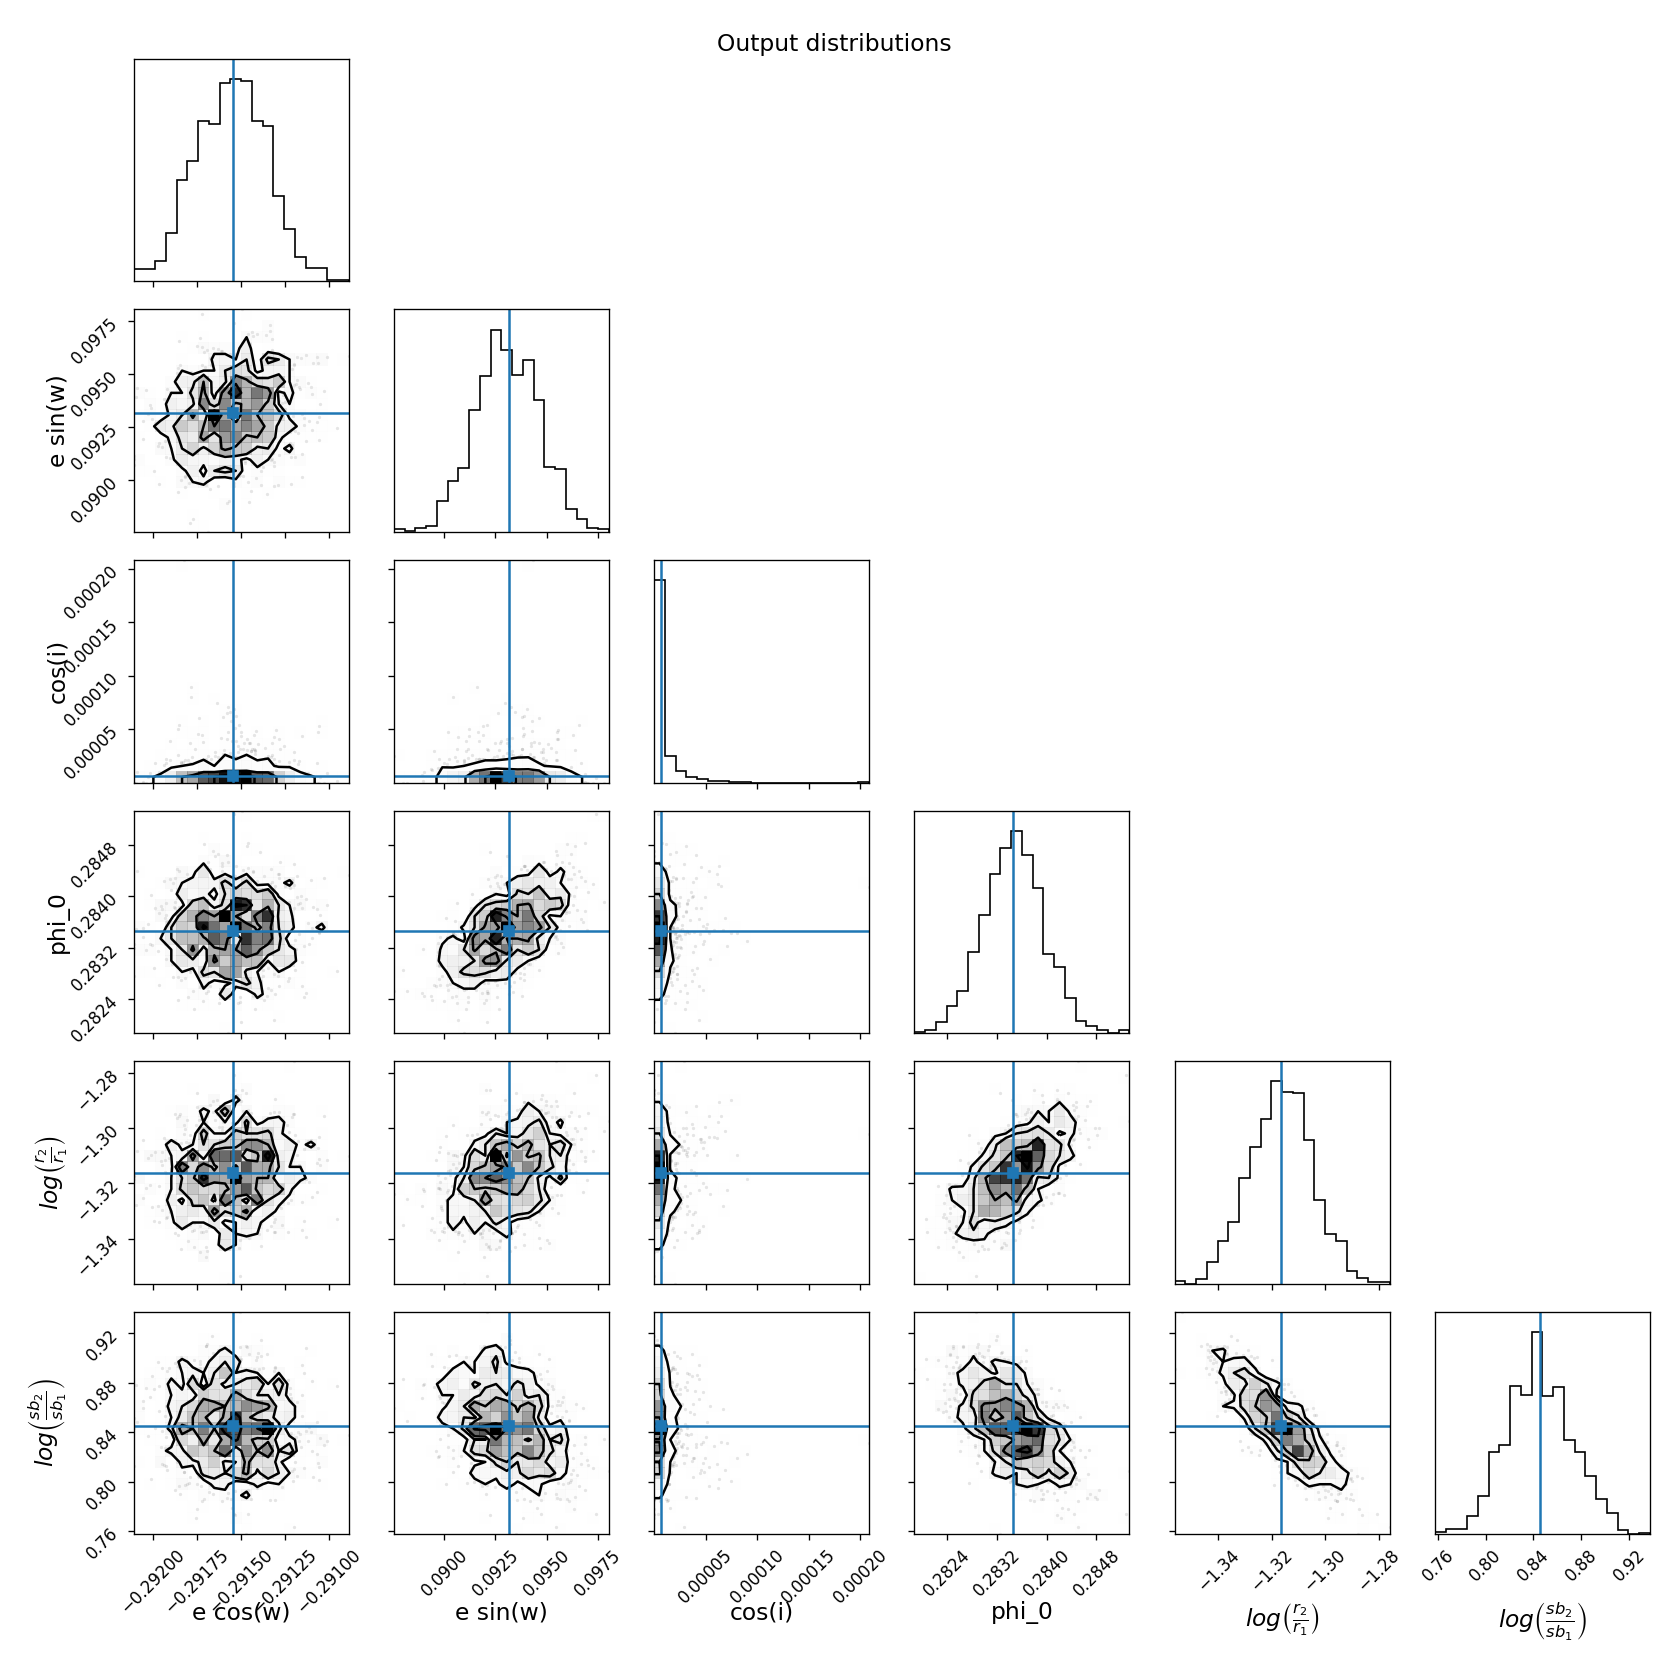 Output distributions
e sin(w)
0.0975
0.0950
0.0925
0.0900
cos(i)
0.00020
0.00015
0.00010
0.00005
phi_0
0.2848
0.2840
0.2832
0.2824
log(r₂/r₁)
−1.28
−1.30
−1.32
−1.34
log(sb₂/sb₁)
0.92
0.88
0.84
0.80
0.76
−0.29200 −0.29175 −0.29150 −0.29125 −0.29100
0.0900 0.0925 0.0950 0.0975
0.00005 0.00010 0.00015 0.00020
0.2824 0.2832 0.2840 0.2848
−1.34 −1.32 −1.30 −1.28
0.76 0.80 0.84 0.88 0.92
e cos(w)
e sin(w)
cos(i)
phi_0
log(r₂/r₁)
log(sb₂/sb₁)